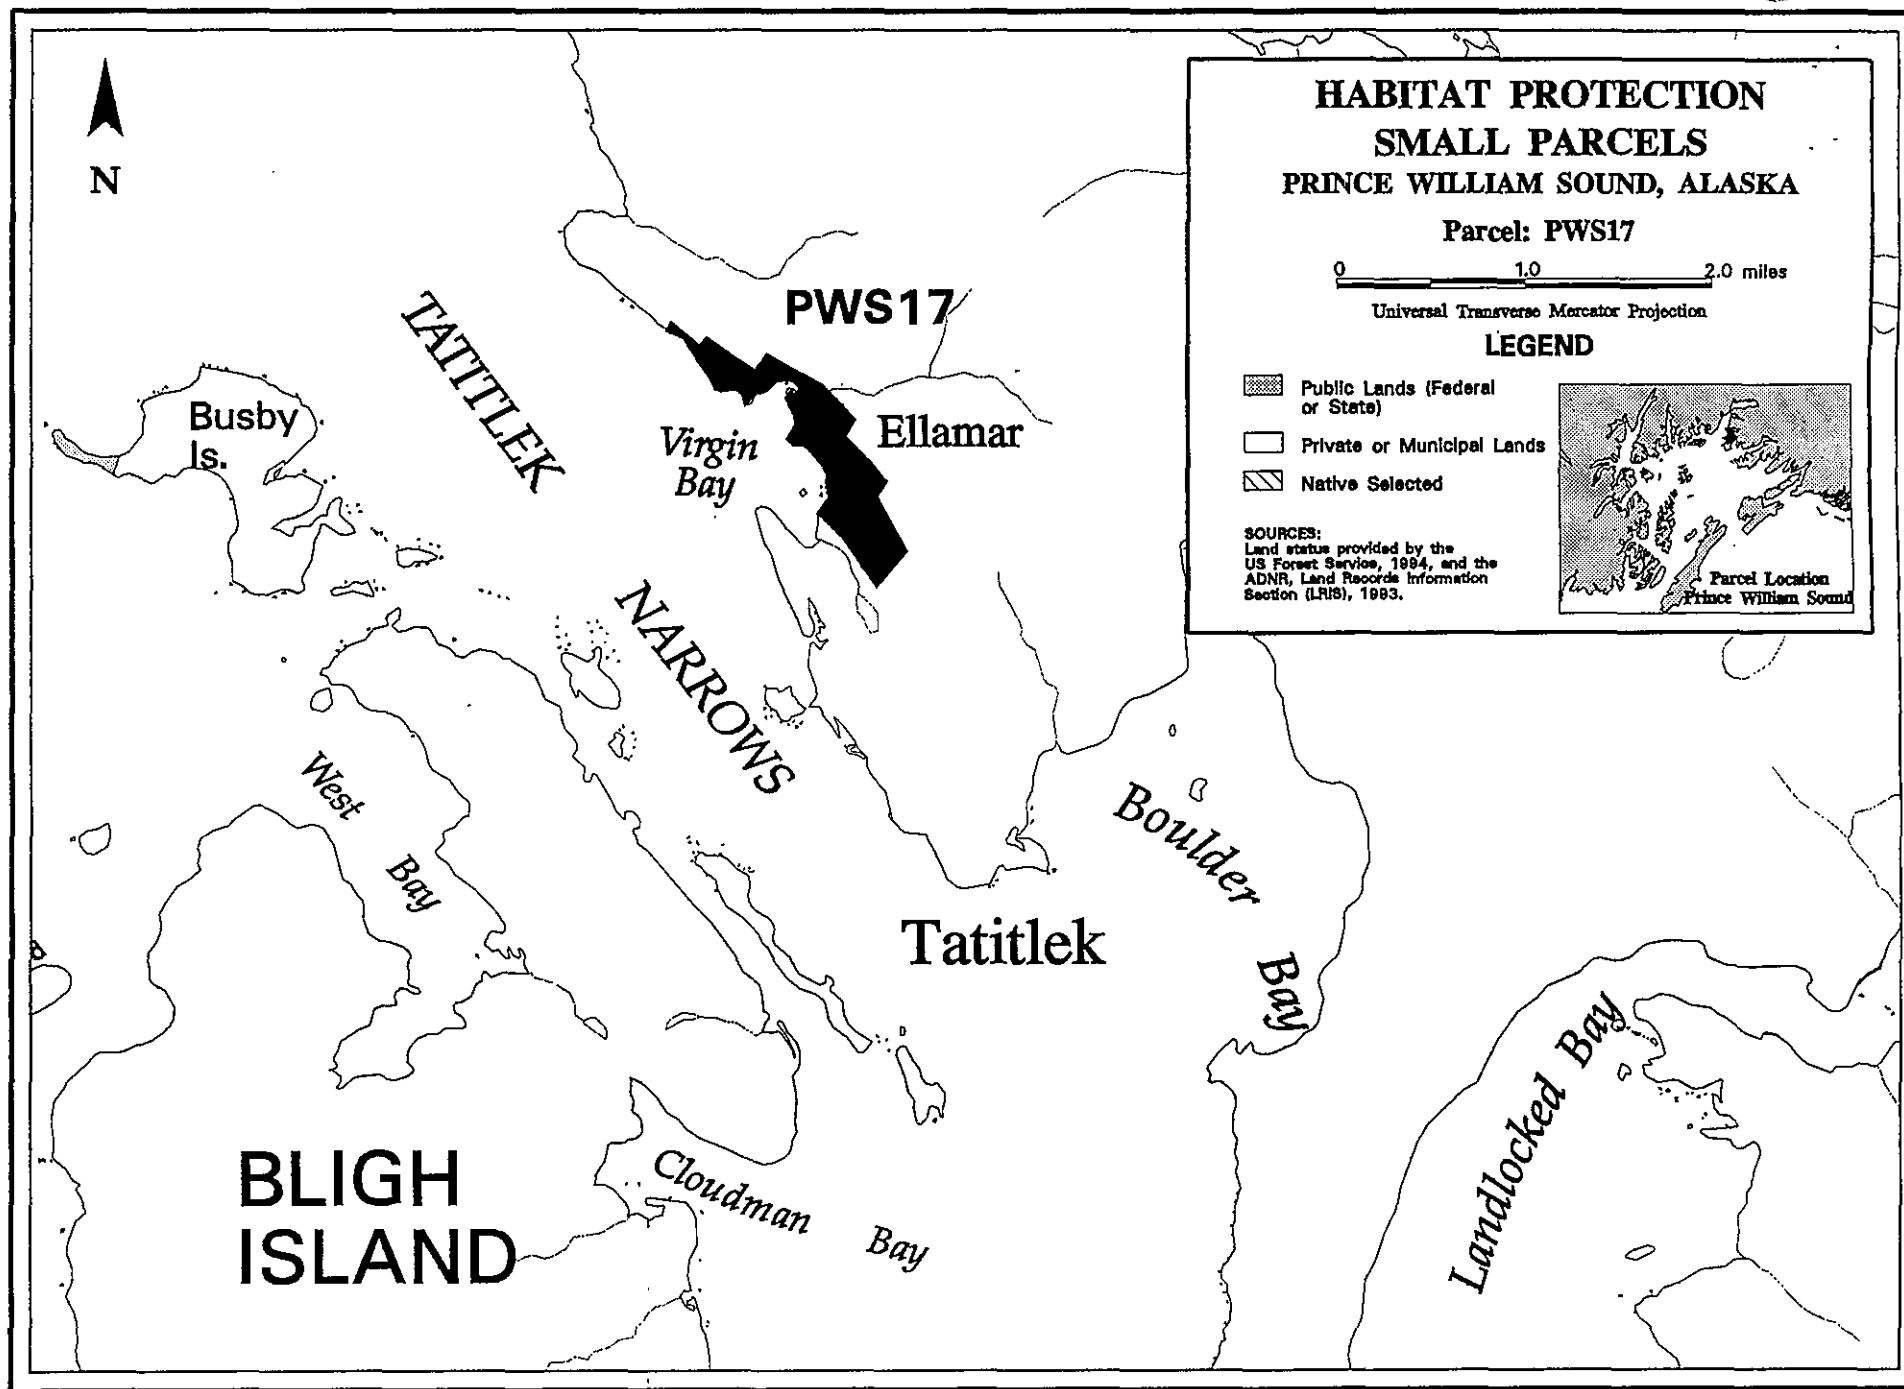 N
HABITAT PROTECTION
SMALL PARCELS
PRINCE WILLIAM SOUND, ALASKA
Parcel: PWS17
0 1.0 2.0 miles
Universal Transverse Mercator Projection
LEGEND
Public Lands (Federal
or State)
Private or Municipal Lands
Native Selected
SOURCES:
Land status provided by the
US Forest Service, 1994, and the
ADNR, Land Records Information
Section (LRIS), 1993.
Parcel Location
Prince William Sound
PWS17
TATITLEK
NARROWS
Busby
Is.
Virgin
Bay
Ellamar
West
Bay
Boulder
Bay
Tatitlek
Landlocked Bay
BLIGH
ISLAND
Cloudman
Bay